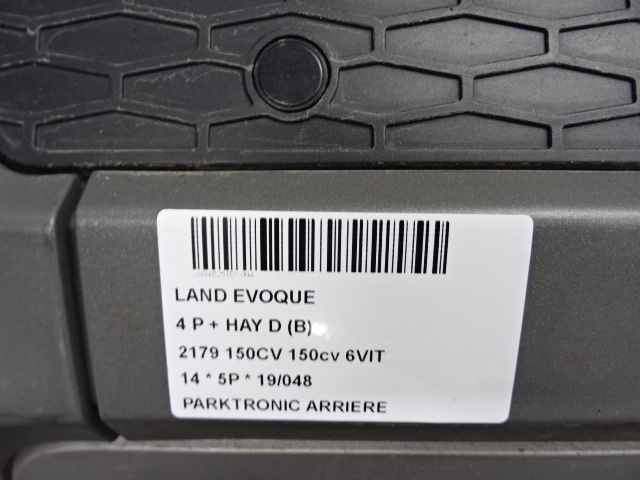 LAND EVOQUE
4 P + HAY D (B)
2179 150CV 150cv 6VIT
14 * 5P * 19/048
PARKTRONIC ARRIERE